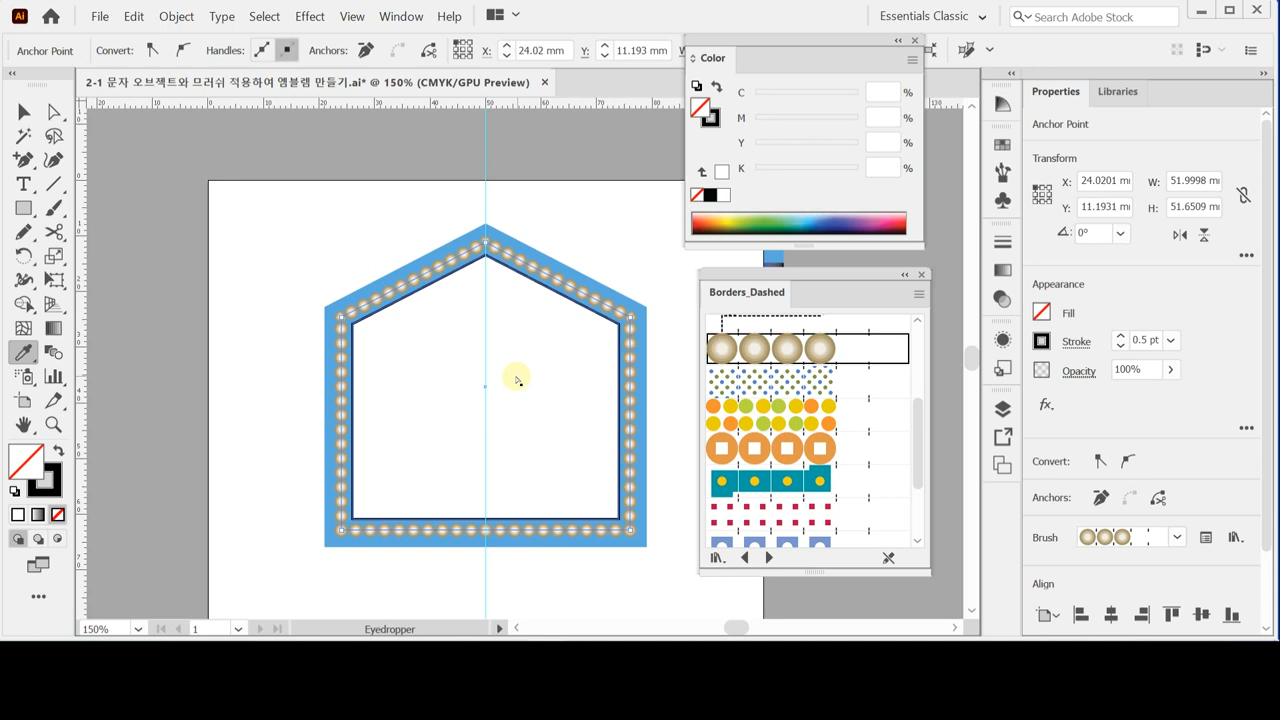 Ai File Edit Object Type Select Effect View Window Help Essentials Classic Search Adobe Stock
Anchor Point Convert: Handles: Anchors: X: 24.02 mm Y: 11.193 mm
2-1 문자 오브젝트와 므러쉬 적용하여 엠블렘 만들기.ai* @ 150% (CMYK/GPU Preview)
Color
C %
M %
Y %
K %
Borders_Dashed
Properties Libraries
Anchor Point
Transform
X: 24.0201 m W: 51.9998 m
Y: 11.1931 m H: 51.6509 m
0°
Appearance
Fill
Stroke 0.5 pt
Opacity 100%
fx.
Convert:
Anchors:
Brush
Align
150% 1 Eyedropper